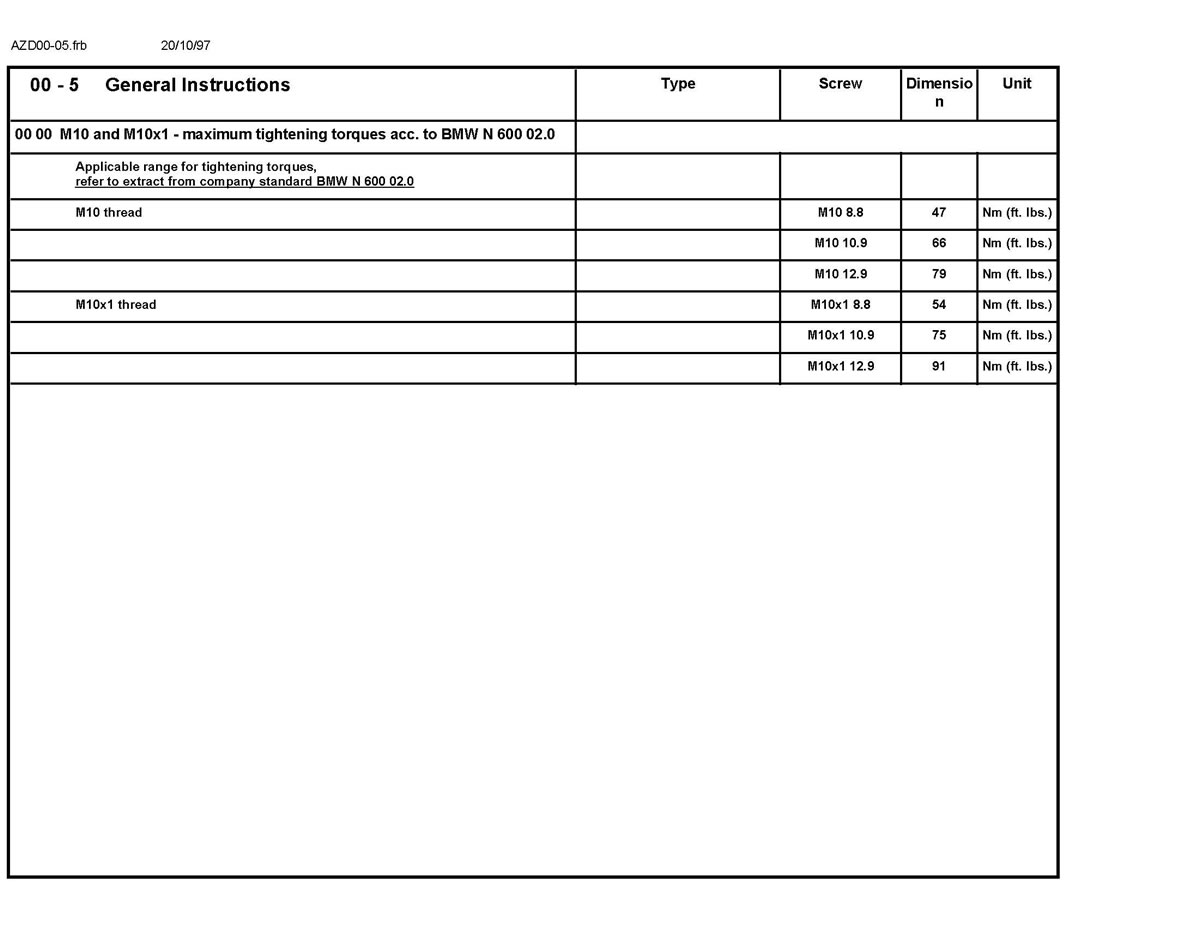 AZD00-05.frb 20/10/97
00 - 5 General Instructions Type Screw Dimensio
n Unit
00 00 M10 and M10x1 - maximum tightening torques acc. to BMW N 600 02.0
Applicable range for tightening torques,
refer to extract from company standard BMW N 600 02.0
M10 thread M10 8.8 47 Nm (ft. lbs.)
M10 10.9 66 Nm (ft. lbs.)
M10 12.9 79 Nm (ft. lbs.)
M10x1 thread M10x1 8.8 54 Nm (ft. lbs.)
M10x1 10.9 75 Nm (ft. lbs.)
M10x1 12.9 91 Nm (ft. lbs.)